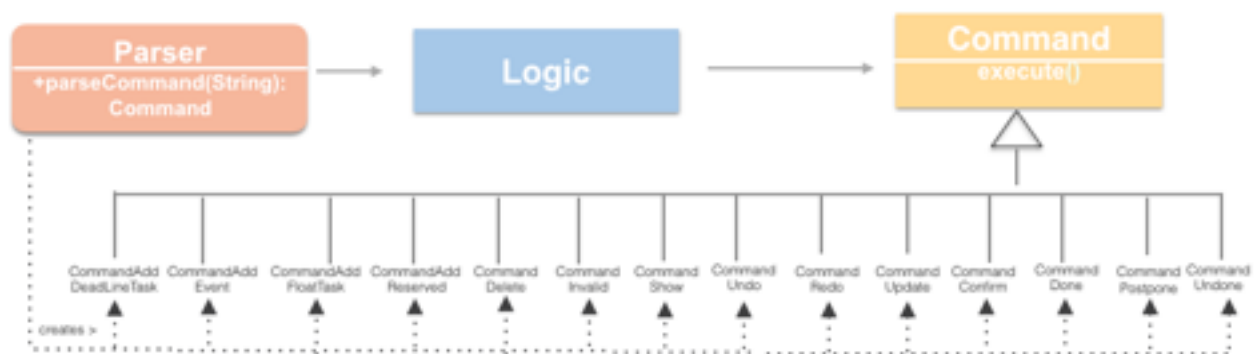 Parser
+parseCommand(String):
Command
Logic
Command
execute()
CommandAdd
DeadLineTask
CommandAdd
Event
CommandAdd
FloatTask
CommandAdd
Reserved
Command
Delete
Command
Invalid
Command
Show
Command
Undo
Command
Redo
Command
Update
Command
Confirm
Command
Done
Command
Postpone
Command
Undone
creates >